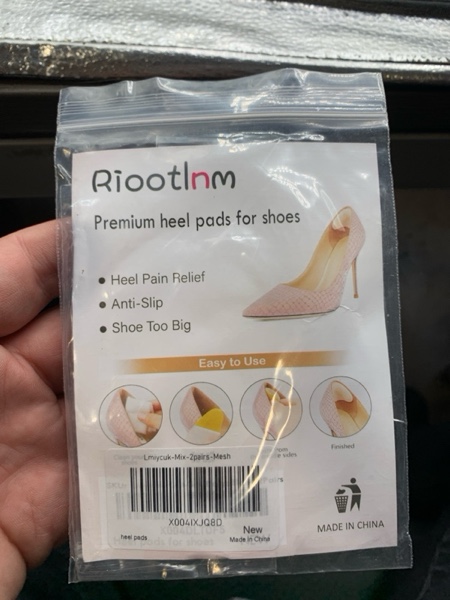 RiootlnM
Premium heel pads for shoes
• Heel Pain Relief
• Anti-Slip
• Shoe Too Big
Easy to Use
Finished
Lmiycuk-Mix-2pairs-Mesh
X004IXJQ8D
heel pads
New
Made in China
MADE IN CHINA